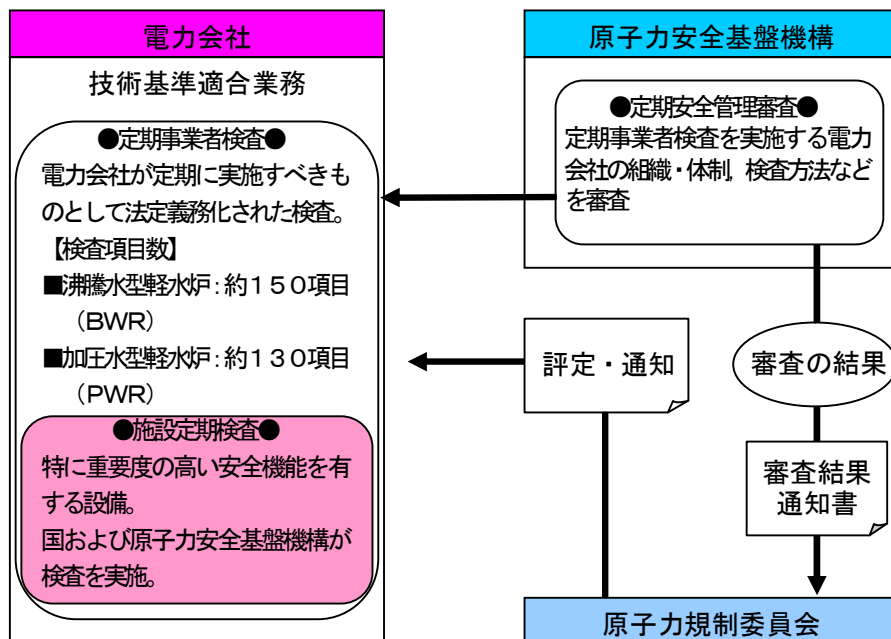 電力会社
技術基準適合業務
●定期事業者検査●
電力会社が定期に実施すべきも
のとして法定義務化された検査。
【検査項目数】
■沸騰水型軽水炉：約１５０項目
（BWR）
■加圧水型軽水炉：約１３０項目
（PWR）
●施設定期検査●
特に重要度の高い安全機能を有
する設備。
国および原子力安全基盤機構が
検査を実施。
原子力安全基盤機構
●定期安全管理審査●
定期事業者検査を実施する電力
会社の組織・体制，検査方法など
を審査
評定・通知
審査の結果
審査結果
通知書
原子力規制委員会